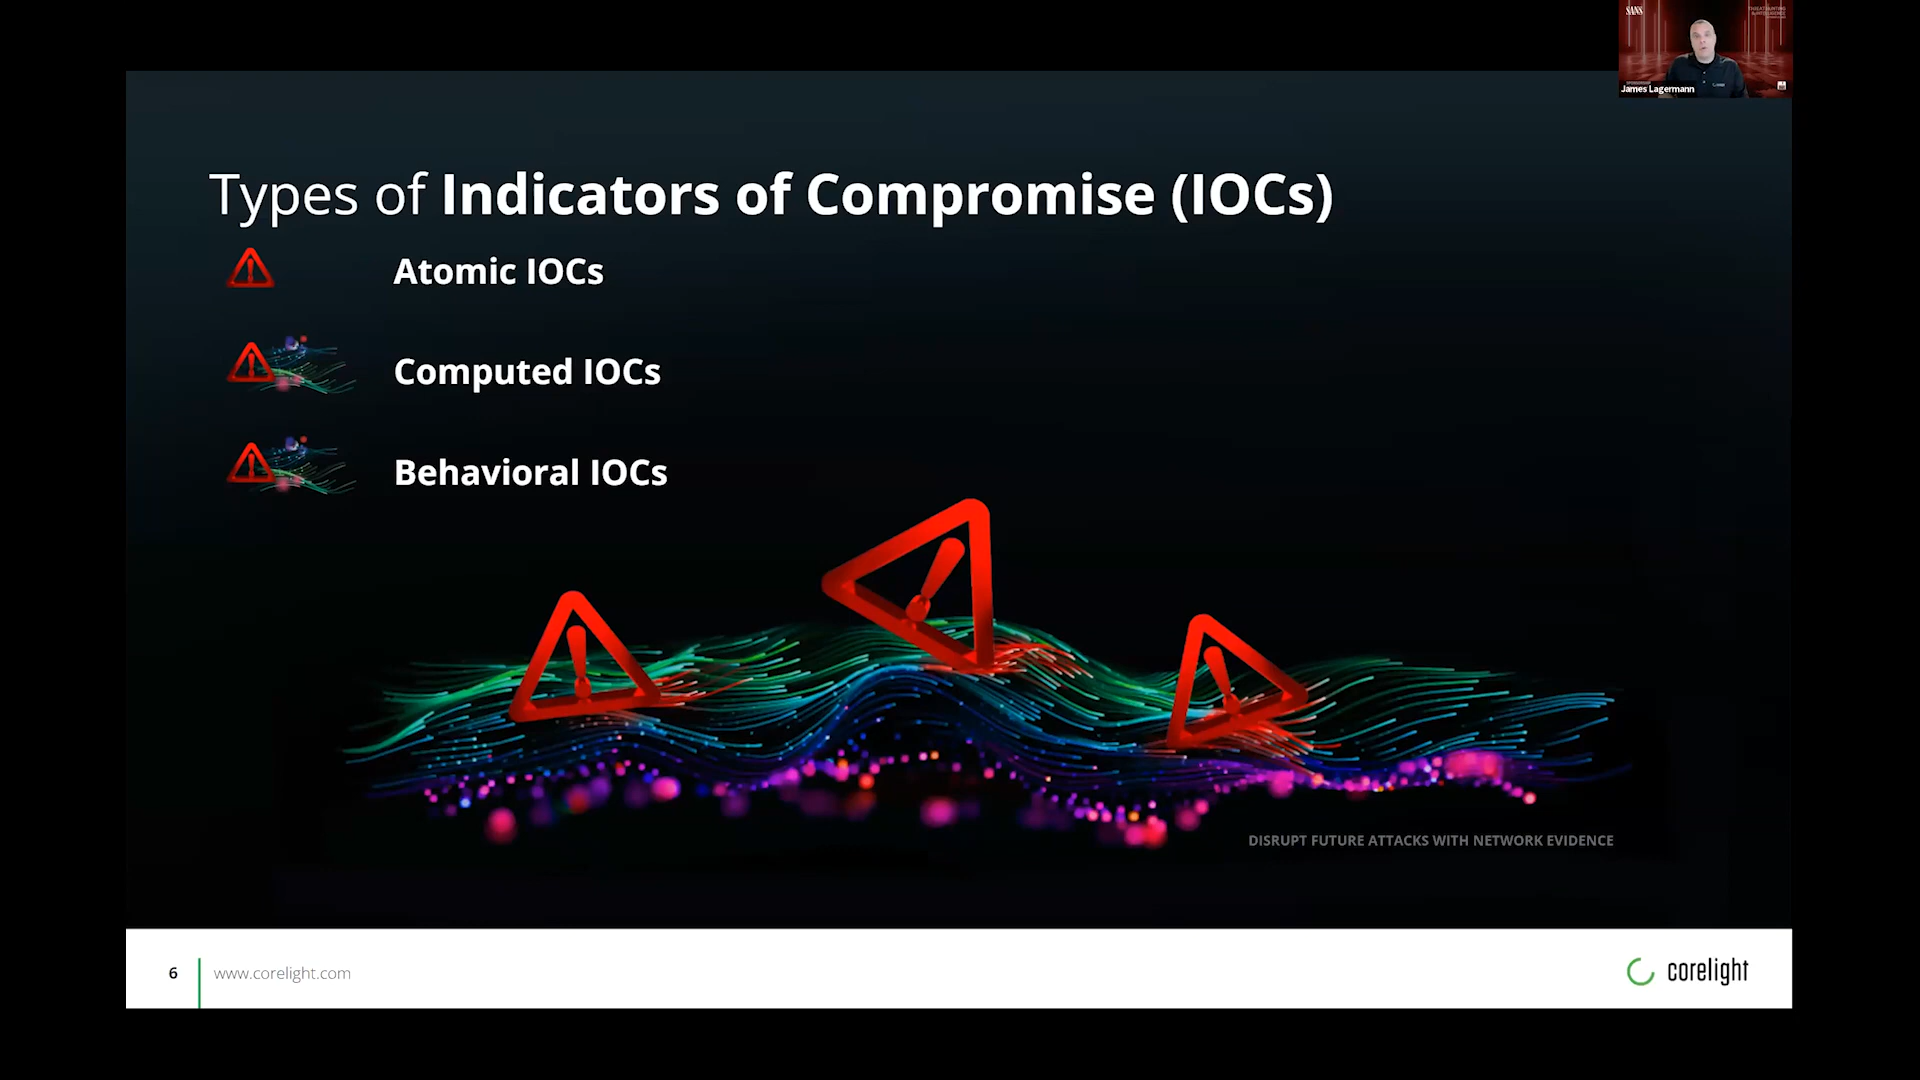 SANS
James Lagermann
Types of Indicators of Compromise (IOCs)
Atomic IOCs
Computed IOCs
Behavioral IOCs
DISRUPT FUTURE ATTACKS WITH NETWORK EVIDENCE
6
www.corelight.com
corelight